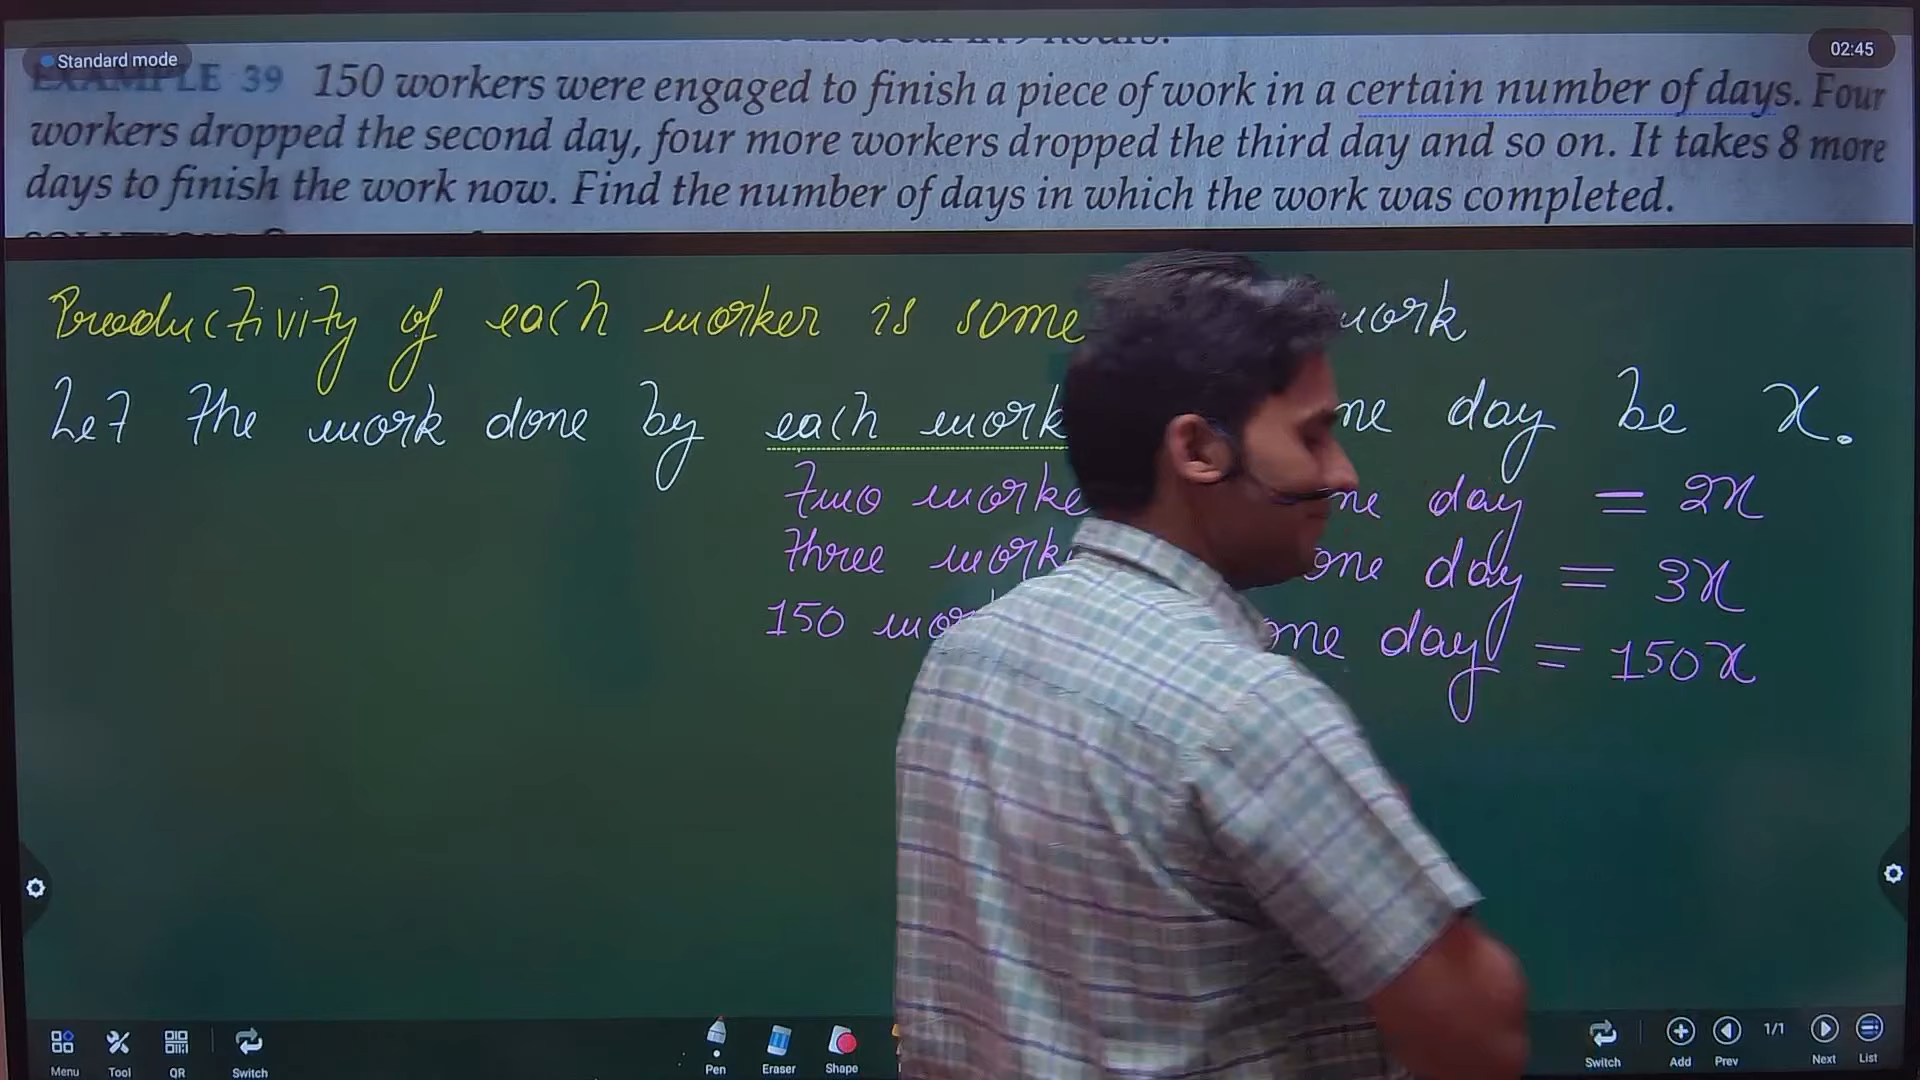 Standard mode
02:45
EXAMPLE 39 150 workers were engaged to finish a piece of work in a certain number of days. Four
workers dropped the second day, four more workers dropped the third day and so on. It takes 8 more
days to finish the work now. Find the number of days in which the work was completed.
Productivity of each worker is same work
Let the work done by each work ne day be x.
Two worke ne day = 2x
Three work one day = 3x
150 wo one day = 150x
Menu Tool QR Switch Pen Eraser Shape Switch Add Prev 1/1 Next List